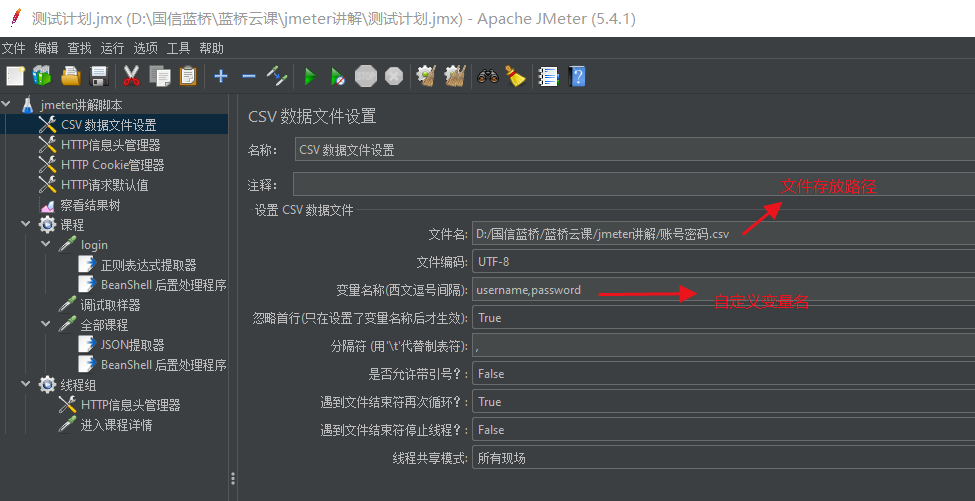 测试计划.jmx (D:\国信蓝桥\蓝桥云课\jmeter讲解\测试计划.jmx) - Apache JMeter (5.4.1)
文件 编辑 查找 运行 选项 工具 帮助
STOP
jmeter讲解脚本
CSV 数据文件设置
HTTP信息头管理器
HTTP Cookie管理器
HTTP请求默认值
察看结果树
课程
login
正则表达式提取器
BeanShell 后置处理程序
调试取样器
全部课程
JSON提取器
BeanShell 后置处理程序
线程组
HTTP信息头管理器
进入课程详情
CSV 数据文件设置
名称: CSV 数据文件设置
注释:
文件存放路径
设置 CSV 数据文件
文件名: D:/国信蓝桥/蓝桥云课/jmeter讲解/账号密码.csv
文件编码: UTF-8
变量名称(西文逗号间隔): username,password
自定义变量名
忽略首行(只在设置了变量名称后才生效): True
分隔符 (用'\t'代替制表符): ,
是否允许带引号？: False
遇到文件结束符再次循环？: True
遇到文件结束符停止线程？: False
线程共享模式: 所有现场